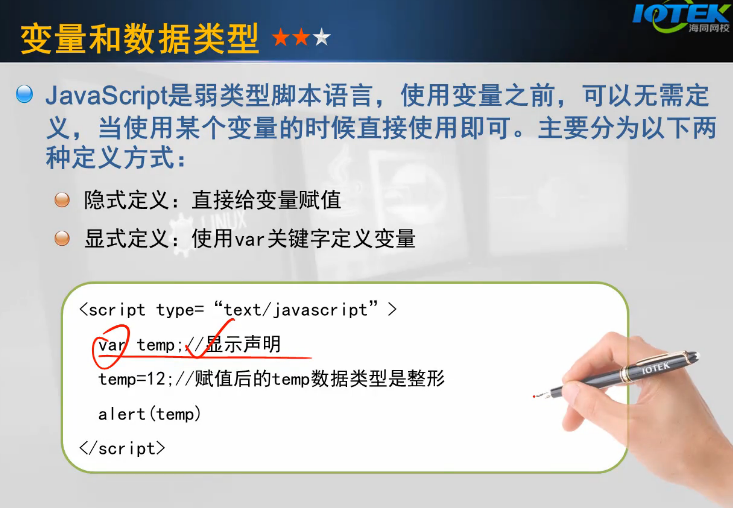 变量和数据类型
IOTEK
海同网校
JavaScript是弱类型脚本语言，使用变量之前，可以无需定
义，当使用某个变量的时候直接使用即可。主要分为以下两
种定义方式：
隐式定义：直接给变量赋值
显式定义：使用var关键字定义变量
LINUX
<script type=“text/javascript”>
var temp;//显示声明
temp=12;//赋值后的temp数据类型是整形
alert(temp)
</script>
IOTEK